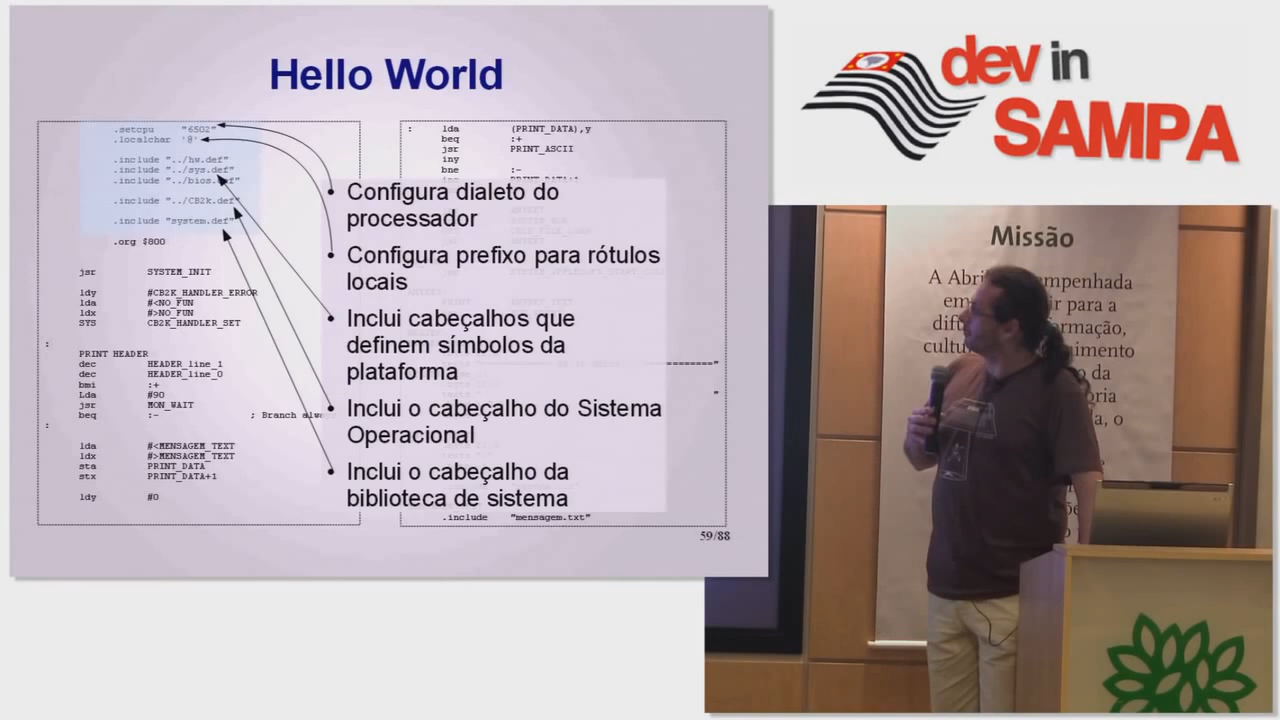 Hello World
.setcpu "6502"
.localchar '@'
.include "../hw.def"
.include "../sys.def"
.include "../bios.def"
.include "../CB2k.def"
.include "system.def"
.org $800
jsr SYSTEM_INIT
ldy #CB2K_HANDLER_ERROR
lda #<NO_FUN
ldx #>NO_FUN
SYS CB2K_HANDLER_SET
:
PRINT HEADER
dec HEADER_line_1
dec HEADER_line_0
bmi :+
Lda #90
jsr MON_WAIT
beq :- ; Branch
:
lda #<MENSAGEM_TEXT
ldx #>MENSAGEM_TEXT
sta PRINT_DATA
stx PRINT_DATA+1
ldy #0
: lda (PRINT_DATA),y
beq :+
jsr PRINT_ASCII
iny
bne :-
PRINT_DATA+1
.include "mensagem.txt"
• Configura dialeto do
processador
• Configura prefixo para rótulos
locais
• Inclui cabeçalhos que
definem símbolos da
plataforma
• Inclui o cabeçalho do Sistema
Operacional
• Inclui o cabeçalho da
biblioteca de sistema
59/88
dev in
SAMPA
Missão
A Abri mpenhada
em ir para a
difu formação,
cultu imento
da
oria
a, o